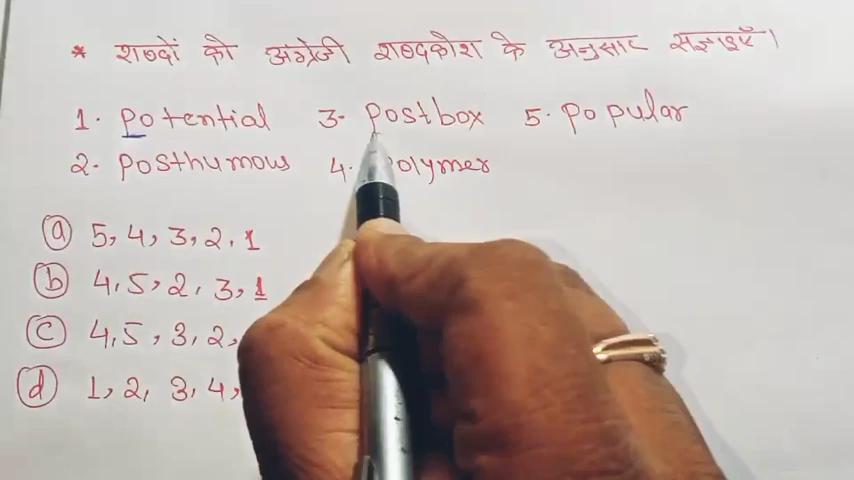 * शब्दों को अंग्रेजी शब्दकोश के अनुसार सजाइएँ।
1. Potential 3. Postbox 5. Popular
2. Posthumous 4. Polymer
(a) 5, 4, 3, 2, 1
(b) 4, 5, 2, 3, 1
(c) 4, 5, 3, 2,
(d) 1, 2, 3, 4,